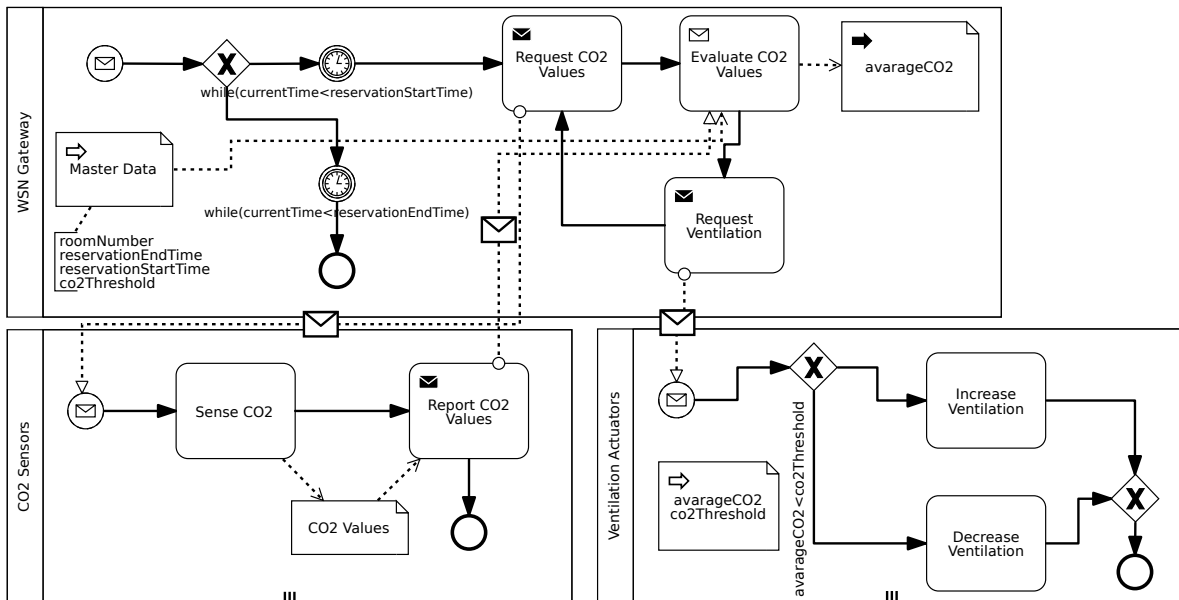 WSN Gateway
while(currentTime<reservationStartTime)
Request CO2
Values
Evaluate CO2
Values
avarageCO2
Master Data
while(currentTime<reservationEndTime)
Request
Ventilation
roomNumber
reservationEndTime
reservationStartTime
co2Threshold
CO2 Sensors
Sense CO2
Report CO2
Values
CO2 Values
Ventilation Actuators
avarageCO2
co2Threshold
avarageCO2<co2Threshold
Increase
Ventilation
Decrease
Ventilation